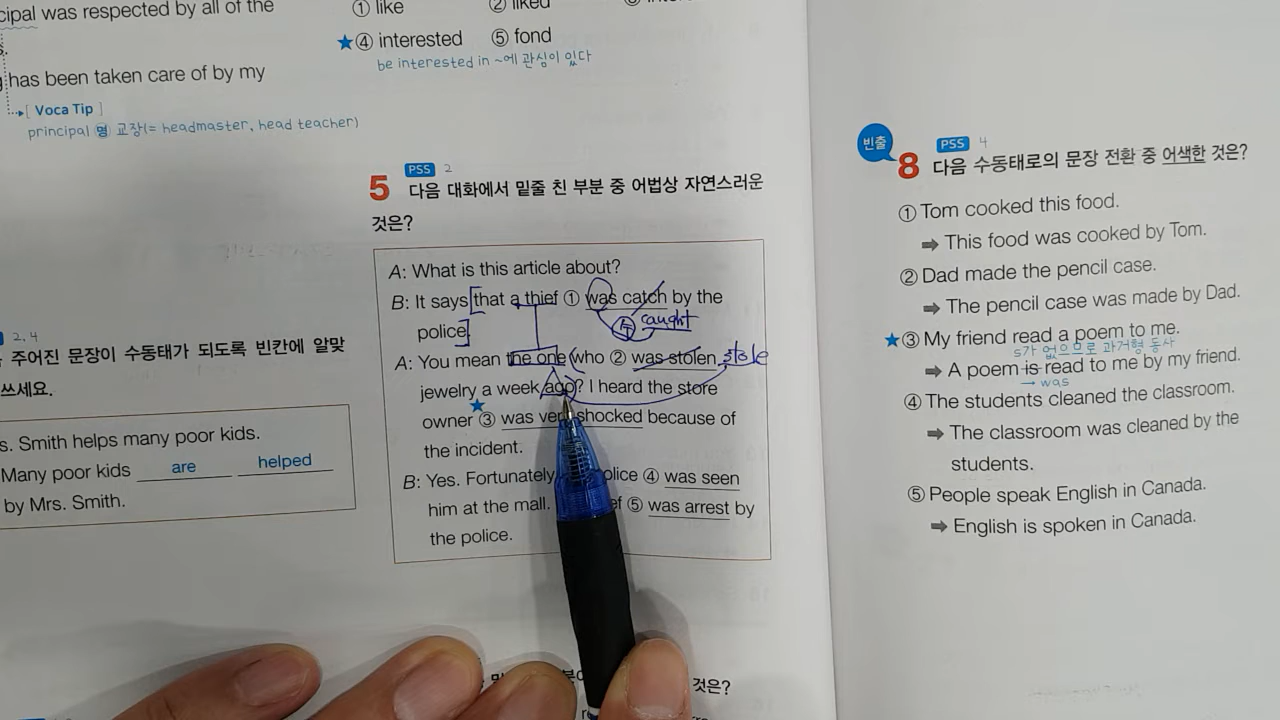 cipal was respected by all of the
s.
has been taken care of by my
[ Voca Tip ]
principal 명 교장(= headmaster, head teacher)
2, 4
주어진 문장이 수동태가 되도록 빈칸에 알맞
쓰세요.
s. Smith helps many poor kids.
Many poor kids are helped
by Mrs. Smith.
① like ② liked
★④ interested ⑤ fond
be interested in ~에 관심이 있다
PSS 2
5 다음 대화에서 밑줄 친 부분 중 어법상 자연스러운
것은?
A: What is this article about?
B: It says [that a thief ① was catch by the
수 caught
police].
A: You mean the one (who ② was stolen stole
jewelry a week ago)? I heard the store
★
owner ③ was very shocked because of
the incident.
B: Yes. Fortunately police ④ was seen
him at the mall. ef ⑤ was arrest by
the police.
것은?
빈출
PSS 4
8 다음 수동태로의 문장 전환 중 어색한 것은?
① Tom cooked this food.
➡ This food was cooked by Tom.
② Dad made the pencil case.
➡ The pencil case was made by Dad.
★③ My friend read a poem to me.
s가 없으므로 과거형 동사
➡ A poem is read to me by my friend.
→ was
④ The students cleaned the classroom.
➡ The classroom was cleaned by the
students.
⑤ People speak English in Canada.
➡ English is spoken in Canada.